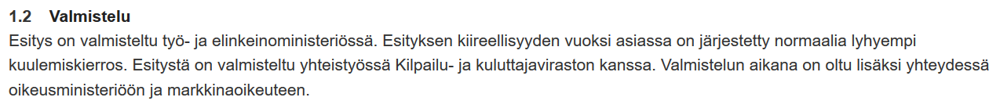 1.2 Valmistelu
Esitys on valmisteltu työ- ja elinkeinoministeriössä. Esityksen kiireellisyyden vuoksi asiassa on järjestetty normaalia lyhyempi
kuulemiskierros. Esitystä on valmisteltu yhteistyössä Kilpailu- ja kuluttajaviraston kanssa. Valmistelun aikana on oltu lisäksi yhteydessä
oikeusministeriöön ja markkinaoikeuteen.